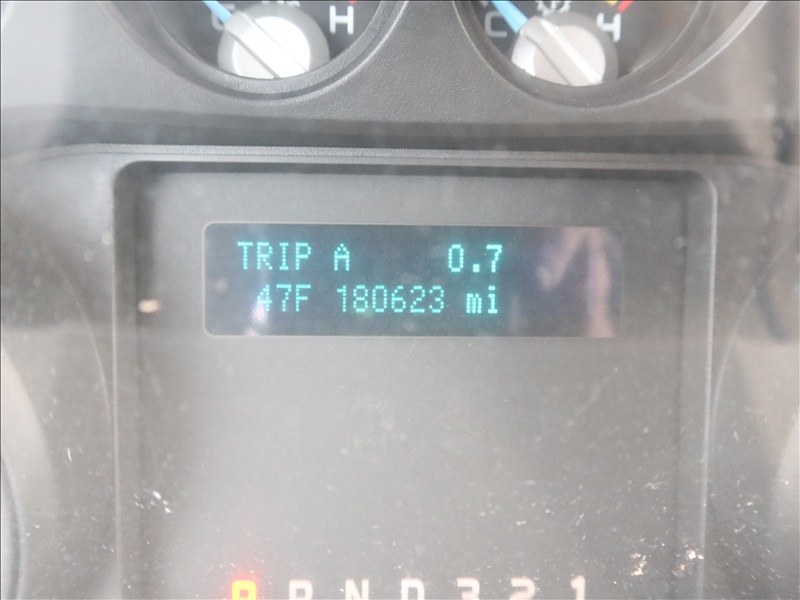 C H C H
TRIP A 0.7
47F 180623 mi
P R N D 3 2 1